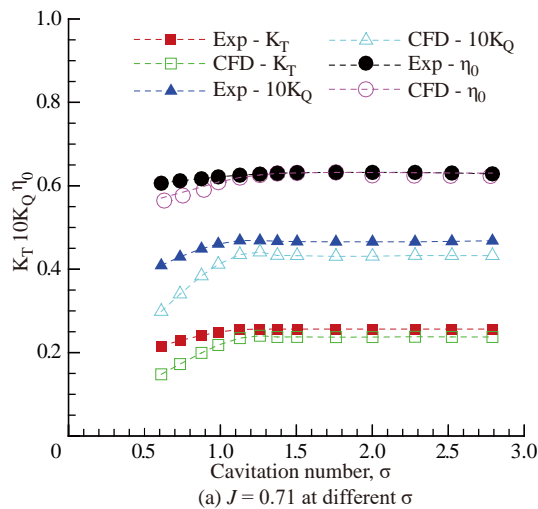 1.0
Exp - K_T
CFD - K_T
Exp - 10K_Q
CFD - 10K_Q
Exp - η_0
CFD - η_0
0.8
0.6
0.4
0.2
K_T 10K_Q η_0
0 0.5 1.0 1.5 2.0 2.5 3.0
Cavitation number, σ
(a) J = 0.71 at different σ